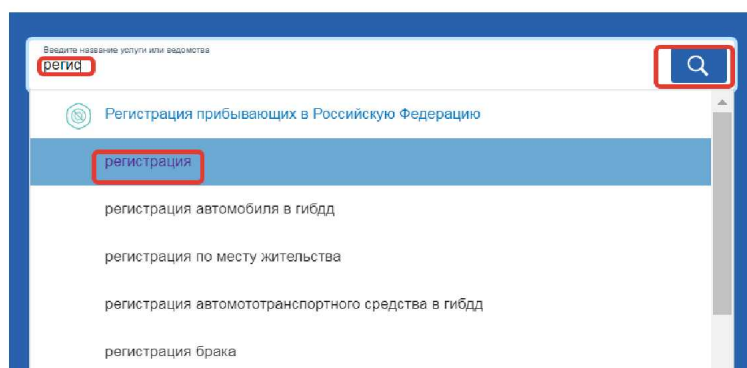 Введите название услуги или ведомства
регис
Регистрация прибывающих в Российскую Федерацию
регистрация
регистрация автомобиля в гибдд
регистрация по месту жительства
регистрация автомототранспортного средства в гибдд
регистрация брака